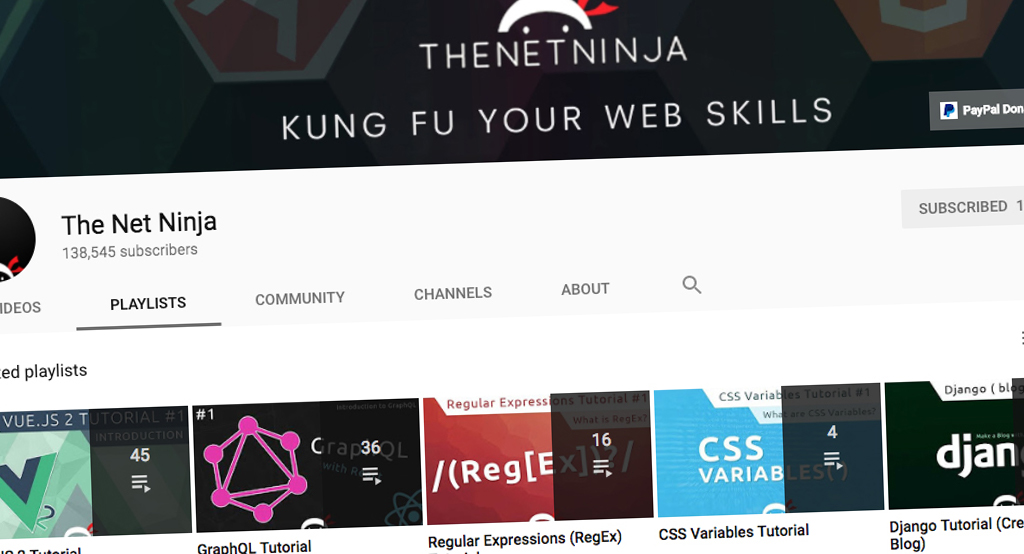 THENETNINJA
KUNG FU YOUR WEB SKILLS
PayPal Don
The Net Ninja
138,545 subscribers
SUBSCRIBED 1
IDEOS
PLAYLISTS
COMMUNITY
CHANNELS
ABOUT
ed playlists
VUE.JS 2 TUTORIAL #1
INTRODUCTION
45
#1
Introduction to GraphQL
GraphQL
with Re
36
Regular Expressions Tutorial #1
What is RegEx?
/(Reg[Ex])?/
16
CSS Variables Tutorial #1
What are CSS Variables?
CSS
VARIABLES()
4
Django ( blog
Make a Blog
djan
JS 2 Tutorial
GraphQL Tutorial
Regular Expressions (RegEx)
CSS Variables Tutorial
Django Tutorial (Cre
Blog)